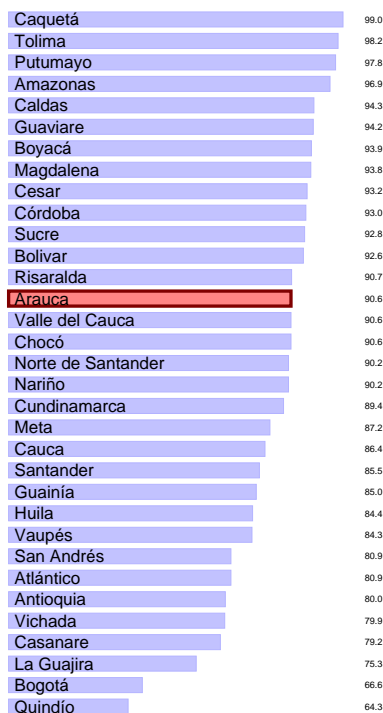 Caquetá 99.0
Tolima 98.2
Putumayo 97.8
Amazonas 96.9
Caldas 94.3
Guaviare 94.2
Boyacá 93.9
Magdalena 93.8
Cesar 93.2
Córdoba 93.0
Sucre 92.8
Bolivar 92.6
Risaralda 90.7
Arauca 90.6
Valle del Cauca 90.6
Chocó 90.6
Norte de Santander 90.2
Nariño 90.2
Cundinamarca 89.4
Meta 87.2
Cauca 86.4
Santander 85.5
Guainía 85.0
Huila 84.4
Vaupés 84.3
San Andrés 80.9
Atlántico 80.9
Antioquia 80.0
Vichada 79.9
Casanare 79.2
La Guajira 75.3
Bogotá 66.6
Quindío 64.3